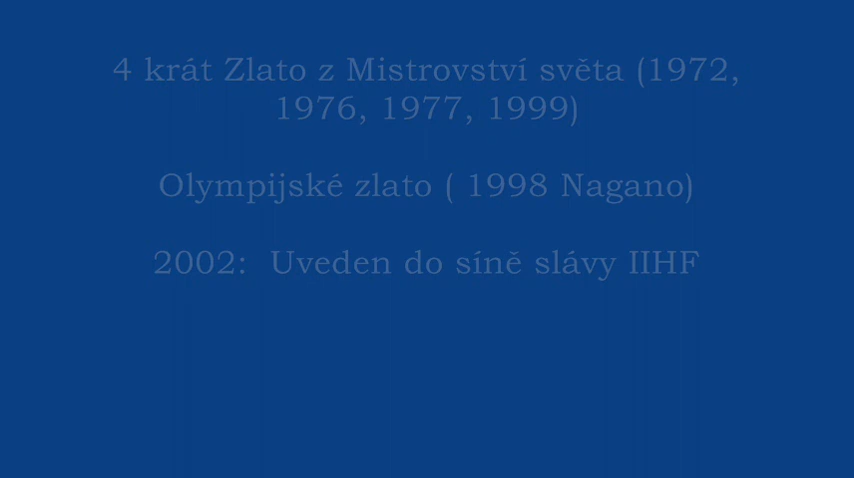 4 krát Zlato z Mistrovství světa (1972,
1976, 1977, 1999)
Olympijské zlato ( 1998 Nagano)
2002:  Uveden do síně slávy IIHF